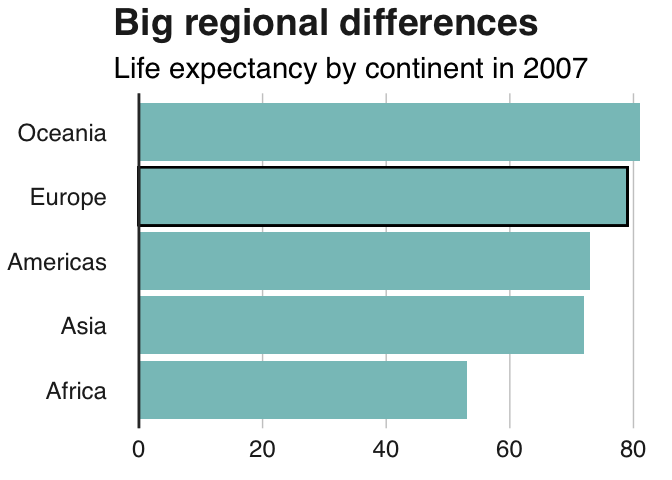 Big regional differences
Life expectancy by continent in 2007
Oceania
Europe
Americas
Asia
Africa
0 20 40 60 80